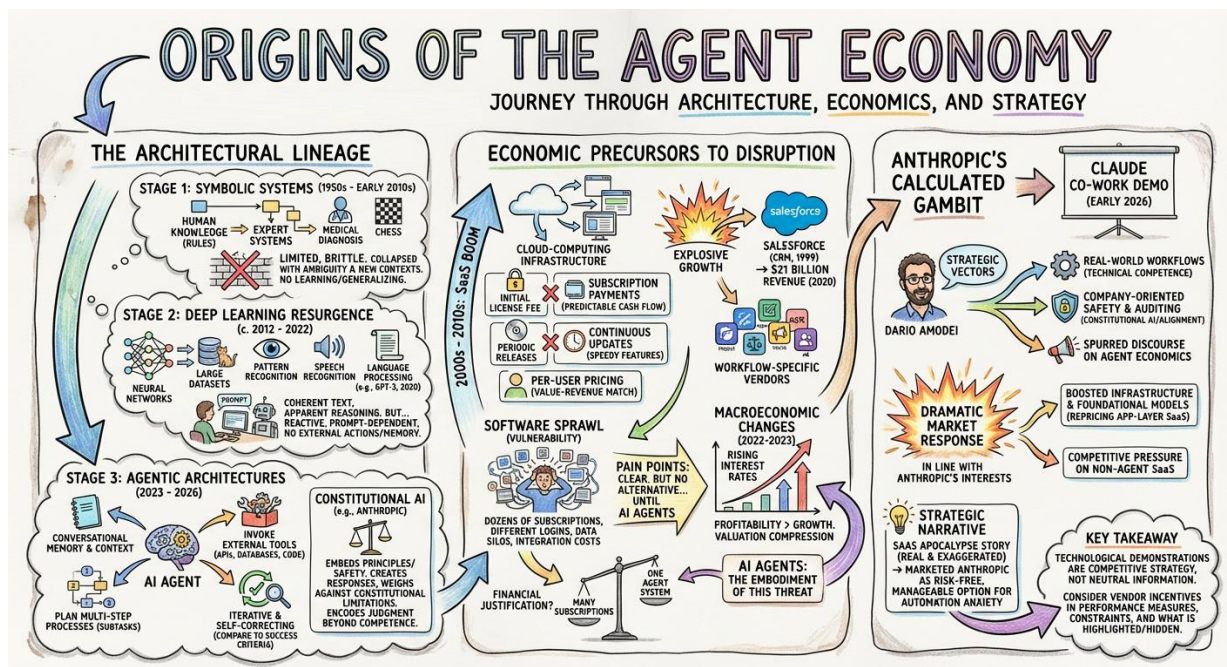 ORIGINS OF THE AGENT ECONOMY
JOURNEY THROUGH ARCHITECTURE, ECONOMICS, AND STRATEGY
THE ARCHITECTURAL LINEAGE
STAGE 1: SYMBOLIC SYSTEMS (1950s - EARLY 2010s)
HUMAN
KNOWLEDGE
(RULES)
EXPERT
SYSTEMS
MEDICAL
DIAGNOSIS
CHESS
LIMITED, BRITTLE, COLLAPSED
WITH AMBIGUITY A NEW CONTEXTS.
NO LEARNING/GENERALIZING.
STAGE 2: DEEP LEARNING RESURGENCE
(c. 2012 - 2022)
NEURAL
NETWORKS
LARGE
DATASETS
PATTERN
RECOGNITION
SPEECH
RECOGNITION
LANGUAGE
PROCESSING
(e.g., GPT-3, 2020)
PROMPT
COHERENT TEXT,
APPARENT REASONING. BUT...
REACTIVE, PROMPT-DEPENDENT,
NO EXTERNAL ACTIONS/MEMORY.
STAGE 3: AGENTIC ARCHITECTURES
(2023 - 2026)
CONVERSATIONAL
MEMORY & CONTEXT
INVOKE
EXTERNAL TOOLS
(APIs, DATABASES, CODE)
AI AGENT
PLAN MULTI-STEP
PROCESSES (SUBTASKS)
ITERATIVE &
SELF-CORRECTING
(COMPARE TO SUCCESS
CRITERIA)
CONSTITUTIONAL AI
(e.g., ANTHROPIC)
EMBEDS PRINCIPLES/
SAFETY. CREATES
RESPONSES, WEIGHS
AGAINST CONSTITUTIONAL
LIMITATIONS.
ENCODES JUDGMENT
BEYOND COMPETENCE.
ECONOMIC PRECURSORS TO DISRUPTION
2000s - 2010s: SaaS BOOM
CLOUD-COMPUTING
INFRASTRUCTURE
EXPLOSIVE
GROWTH
salesforce
SALESFORCE
(CRM, 1999)
→ $21 BILLION
REVENUE (2020)
INITIAL
LICENSE FEE
SUBSCRIPTION
PAYMENTS
(PREDICTABLE CASH FLOW)
PERIODIC
RELEASES
CONTINUOUS
UPDATES
(SPEEDY FEATURES)
PER-USER PRICING
(VALUE-REVENUE MATCH)
WORKFLOW-SPECIFIC
VENDORS
SOFTWARE SPRAWL
(VULNERABILITY)
DOZENS OF SUBSCRIPTIONS,
DIFFERENT LOGINS, DATA
SILOS, INTEGRATION COSTS
PAIN POINTS:
CLEAR. BUT NO
ALTERNATIVE...
UNTIL
AI AGENTS
MACROECONOMIC
CHANGES
(2022-2023)
RISING
INTEREST
RATES
PROFITABILITY > GROWTH.
VALUATION COMPRESSION
FINANCIAL
JUSTIFICATION?
MANY
SUBSCRIPTIONS
ONE
AGENT
SYSTEM
AI AGENTS:
THE EMBODIMENT
OF THIS THREAT
ANTHROPIC'S
CALCULATED
GAMBIT
CLAUDE
CO-WORK DEMO
(EARLY 2026)
STRATEGIC
VECTORS
DARIO AMODEI
REAL-WORLD WORKFLOWS
(TECHNICAL COMPETENCE)
COMPANY-ORIENTED
SAFETY & AUDITING
(CONSTITUTIONAL AI/ALIGNMENT)
SPURRED DISCOURSE
ON AGENT ECONOMICS
DRAMATIC
MARKET
RESPONSE
IN LINE WITH
ANTHROPIC'S INTERESTS
BOOSTED INFRASTRUCTURE
& FOUNDATIONAL MODELS
(REPRICING APP-LAYER SaaS)
COMPETITIVE PRESSURE
ON NON-AGENT SaaS
STRATEGIC
NARRATIVE
SAAS APOCALYPSE STORY
(REAL & EXAGGERATED)
→ MARKETED ANTHROPIC
AS RISK-FREE,
MANAGEABLE OPTION FOR
AUTOMATION ANXIETY
KEY TAKEAWAY
TECHNOLOGICAL DEMONSTRATIONS
ARE COMPETITIVE STRATEGY,
NOT NEUTRAL INFORMATION.
CONSIDER VENDOR INCENTIVES
IN PERFORMANCE MEASURES,
CONSTRAINTS, AND WHAT IS
HIGHLIGHTED/HIDDEN.